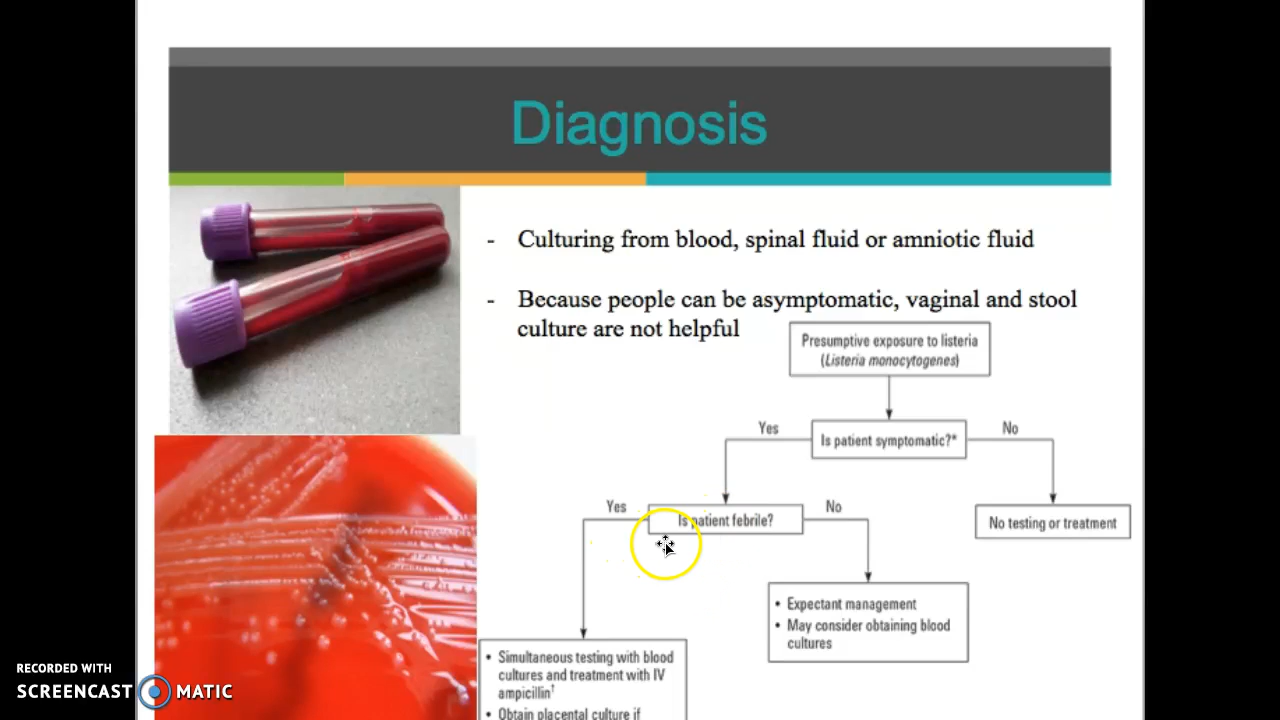 Diagnosis
- Culturing from blood, spinal fluid or amniotic fluid
- Because people can be asymptomatic, vaginal and stool
culture are not helpful
Presumptive exposure to listeria
(Listeria monocytogenes)
Yes
Is patient symptomatic?*
No
Yes
Is patient febrile?
No
No testing or treatment
• Expectant management
• May consider obtaining blood
cultures
• Simultaneous testing with blood
cultures and treatment with IV
ampicillin†
• Obtain placental culture if
RECORDED WITH
SCREENCAST MATIC